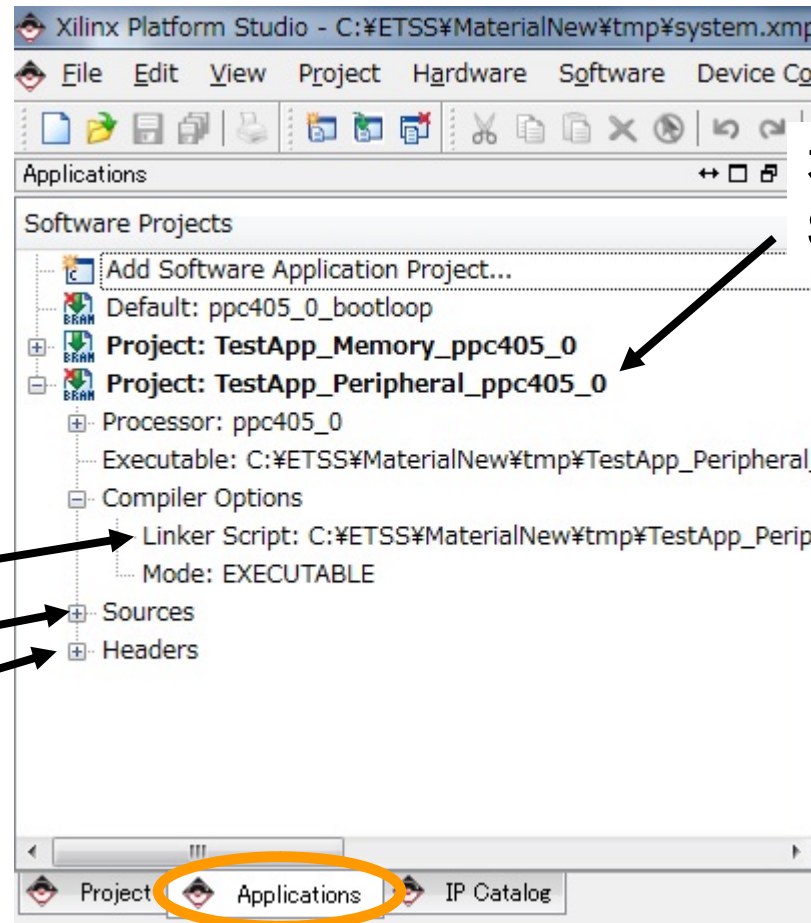 Xilinx Platform Studio - C:¥ETSS¥MaterialNew¥tmp¥system.xmp
File Edit View Project Hardware Software Device Co
Applications
Software Projects
Add Software Application Project...
Default: ppc405_0_bootloop
Project: TestApp_Memory_ppc405_0
Project: TestApp_Peripheral_ppc405_0
Processor: ppc405_0
Executable: C:¥ETSS¥MaterialNew¥tmp¥TestApp_Peripheral_
Compiler Options
Linker Script: C:¥ETSS¥MaterialNew¥tmp¥TestApp_Perip
Mode: EXECUTABLE
Sources
Headers
Project Applications IP Catalog